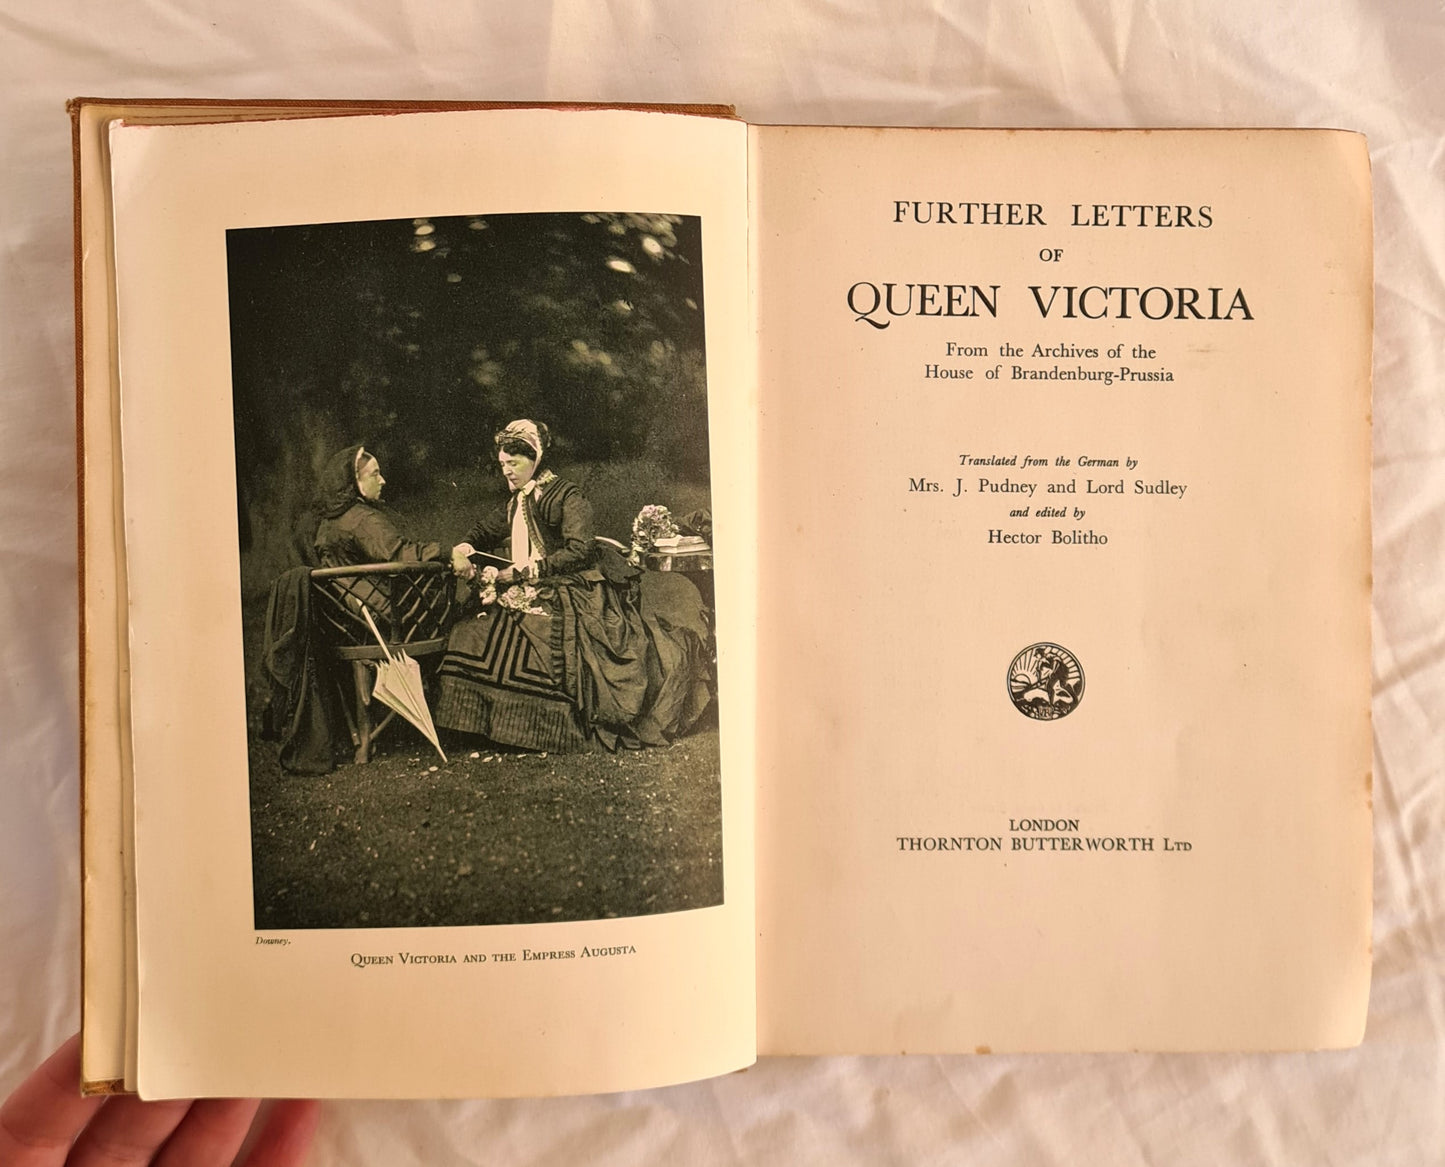 Downey.
QUEEN VICTORIA AND THE EMPRESS AUGUSTA
FURTHER LETTERS
OF
QUEEN VICTORIA
From the Archives of the
House of Brandenburg-Prussia
Translated from the German by
Mrs. J. Pudney and Lord Sudley
and edited by
Hector Bolitho
LONDON
THORNTON BUTTERWORTH LTD